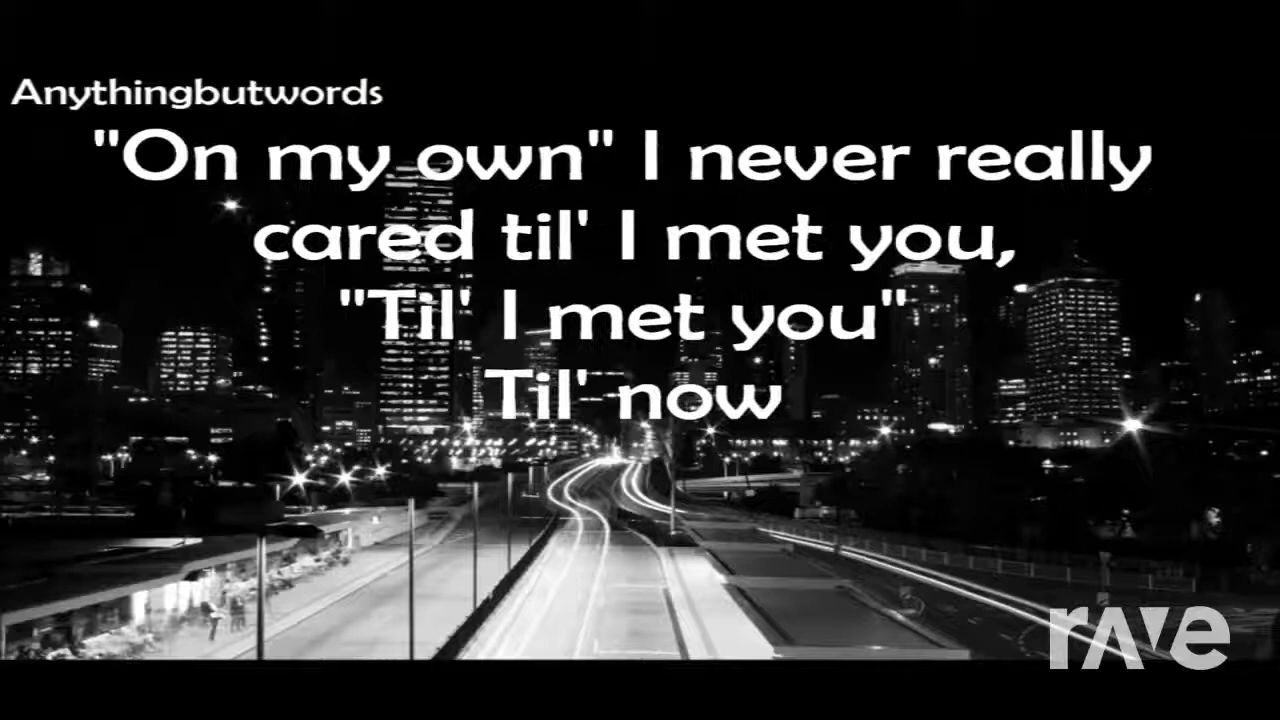 Anythingbutwords
"On my own" I never really
cared til' I met you,
"Til' I met you"
Til' now
rave